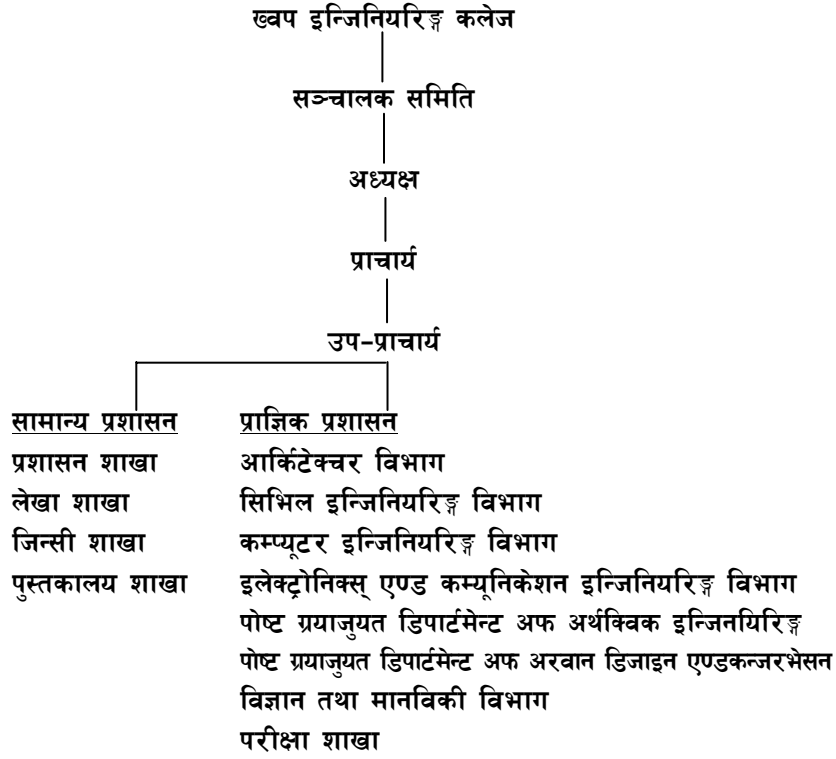 ख्वप इन्जिनियरिङ्ग कलेज
सञ्चालक समिति
अध्यक्ष
प्राचार्य
उप-प्राचार्य
सामान्य प्रशासन प्राज्ञिक प्रशासन
प्रशासन शाखा आर्किटेक्चर विभाग
लेखा शाखा सिभिल इन्जिनियरिङ्ग विभाग
जिन्सी शाखा कम्प्यूटर इन्जिनियरिङ्ग विभाग
पुस्तकालय शाखा इलेक्ट्रोनिक्स् एण्ड कम्यूनिकेशन इन्जिनियरिङ्ग विभाग
पोष्ट ग्रयाजुयत डिपार्टमेन्ट अफ अर्थक्विक इन्जिनयिरिङ्ग
पोष्ट ग्रयाजुयत डिपार्टमेन्ट अफ अरवान डिजाइन एण्डकन्जरभेसन
विज्ञान तथा मानविकी विभाग
परीक्षा शाखा